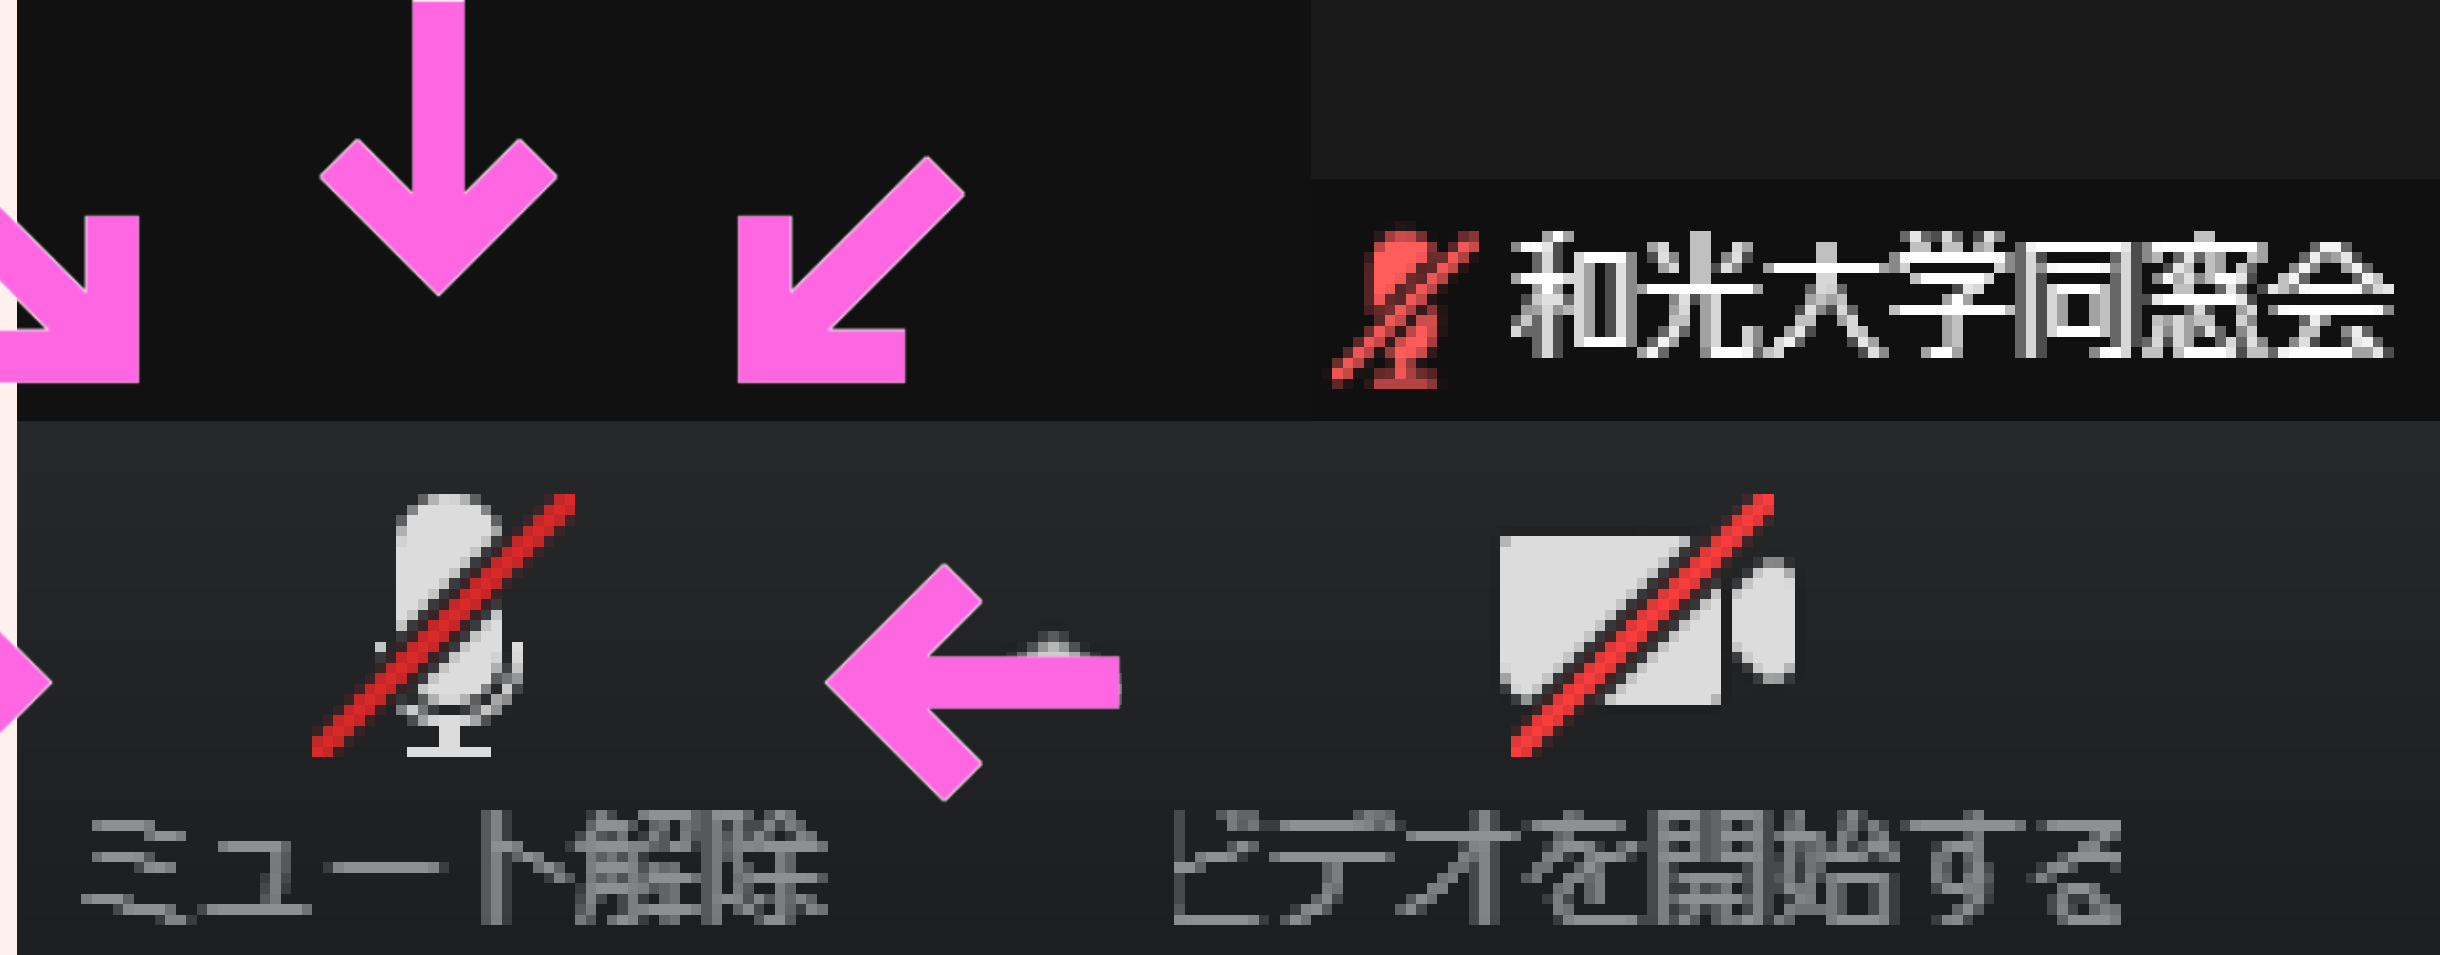 和光大学同窓会
ミュート解除
ビデオを開始する